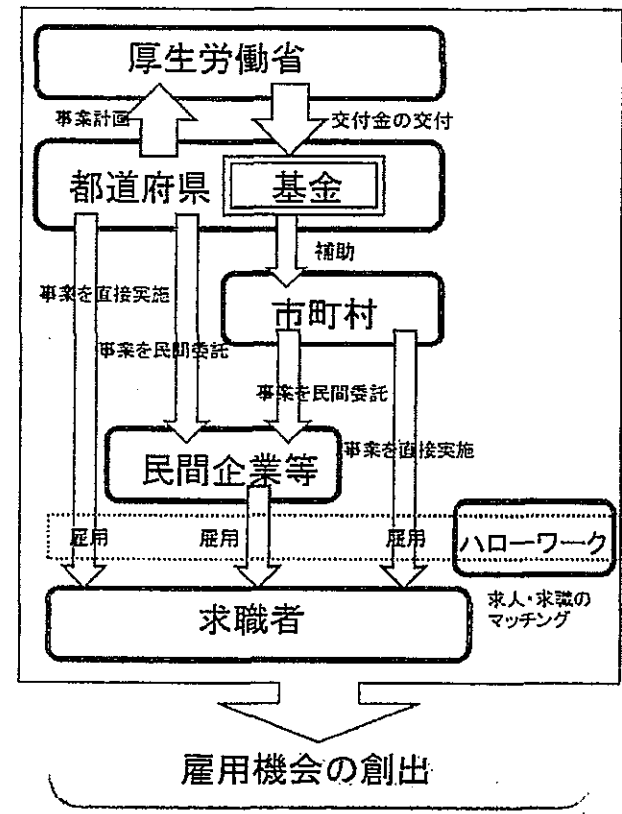 厚生労働省
事業計画
交付金の交付
都道府県
基金
補助
事業を直接実施
市町村
事業を民間委託
事業を民間委託
事業を直接実施
民間企業等
雇用
雇用
雇用
ハローワーク
求職者
求人・求職の
マッチング
雇用機会の創出